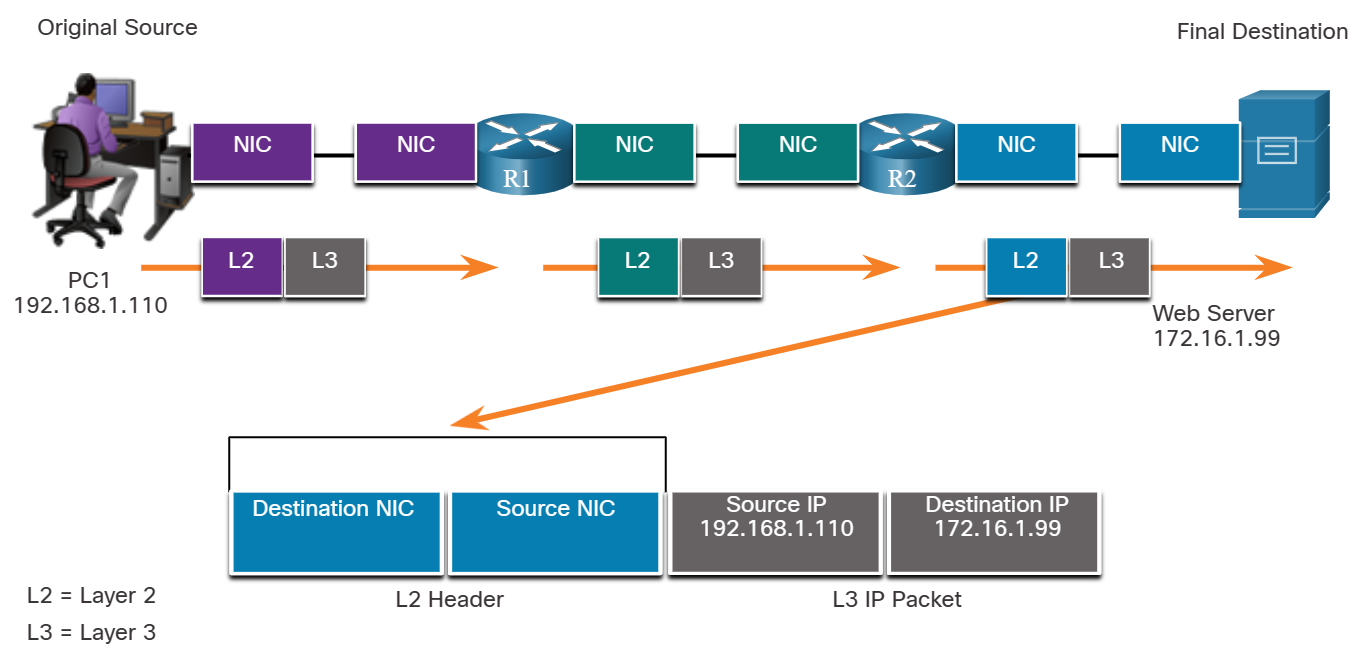 Original Source
Final Destination
NIC
NIC
R1
NIC
NIC
R2
NIC
NIC
L2
L3
L2
L3
L2
L3
PC1
192.168.1.110
Web Server
172.16.1.99
Destination NIC
Source NIC
Source IP
192.168.1.110
Destination IP
172.16.1.99
L2 Header
L3 IP Packet
L2 = Layer 2
L3 = Layer 3